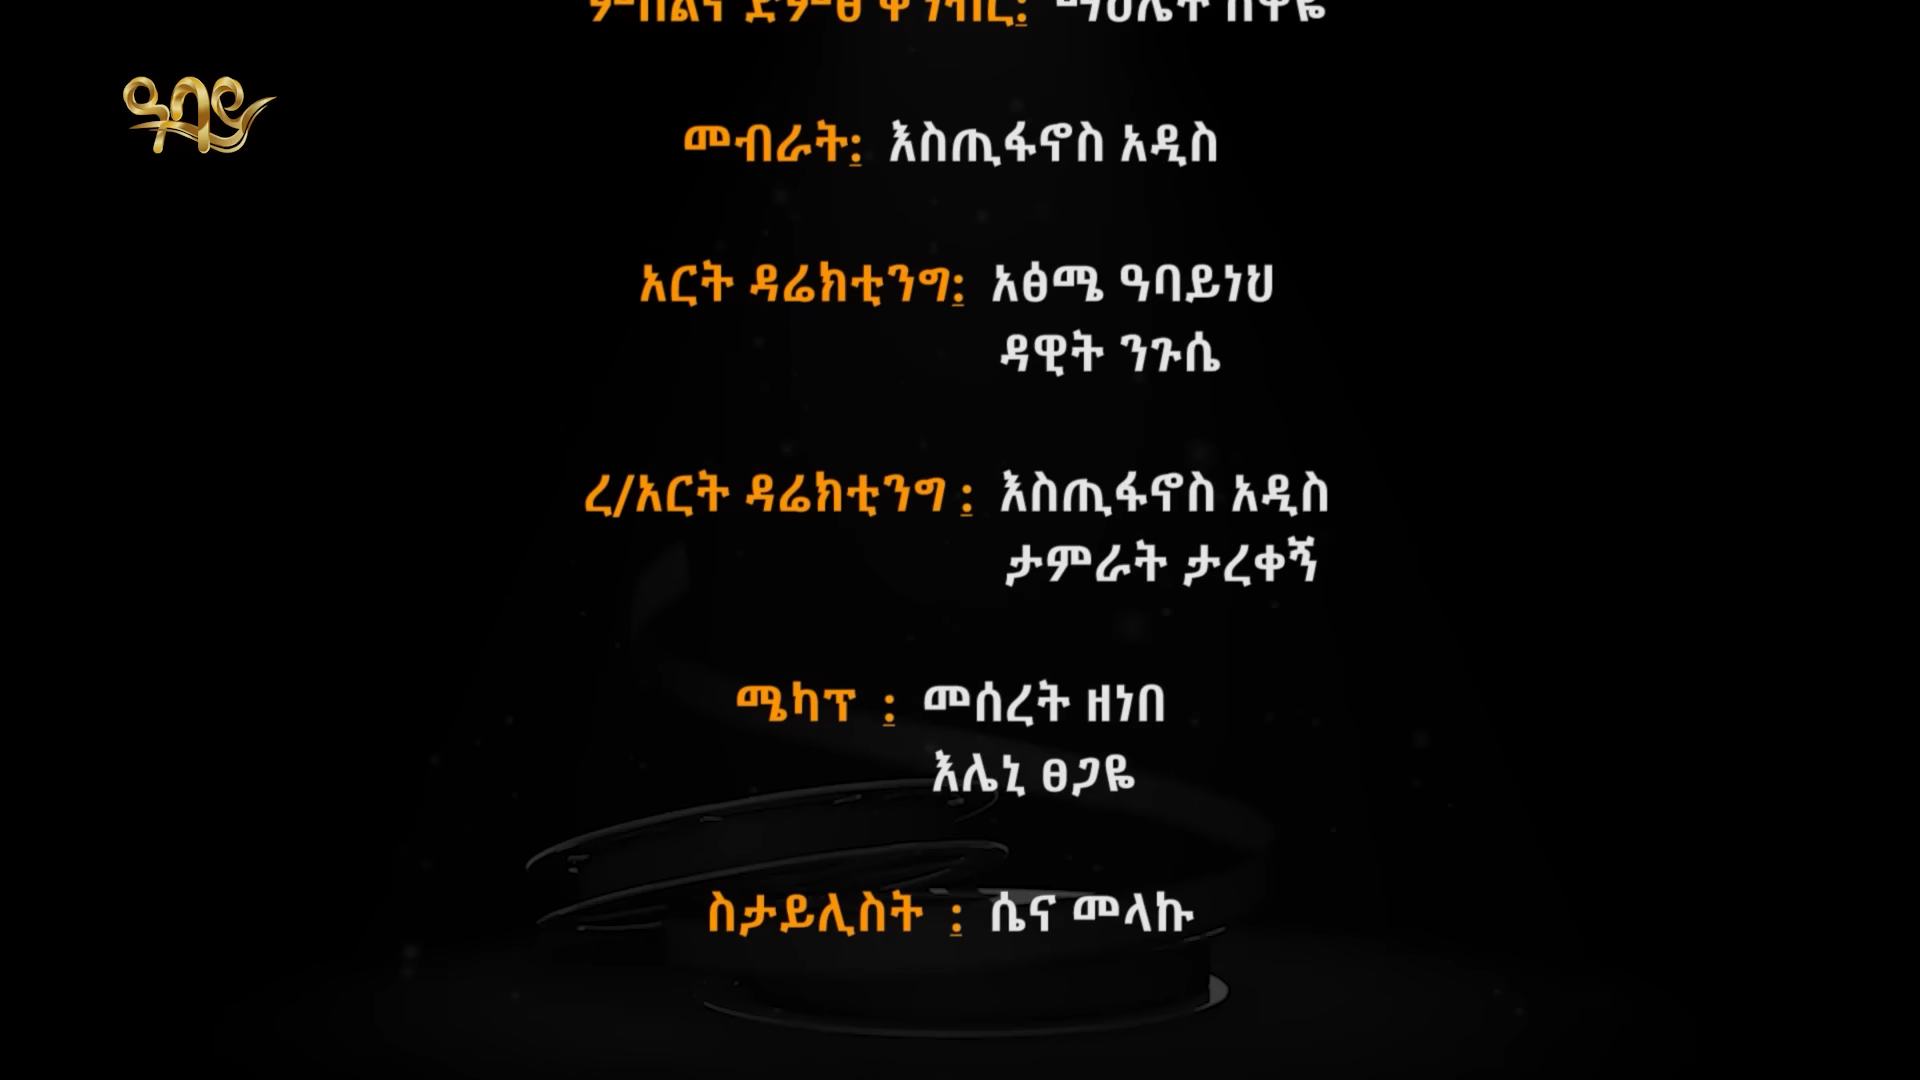 ዓባይ
መብራት፡ እስጢፋኖስ አዲስ
አርት ዳሬክቲንግ፡ አፅሜ ዓባይነህ
ዳዊት ንጉሴ
ረ/አርት ዳሬክቲንግ ፡ እስጢፋኖስ አዲስ
ታምራት ታረቀኝ
ሜካፕ ፡ መሰረት ዘነበ
እሌኒ ፀጋዬ
ስታይሊስት ፡ ሴና መላኩ